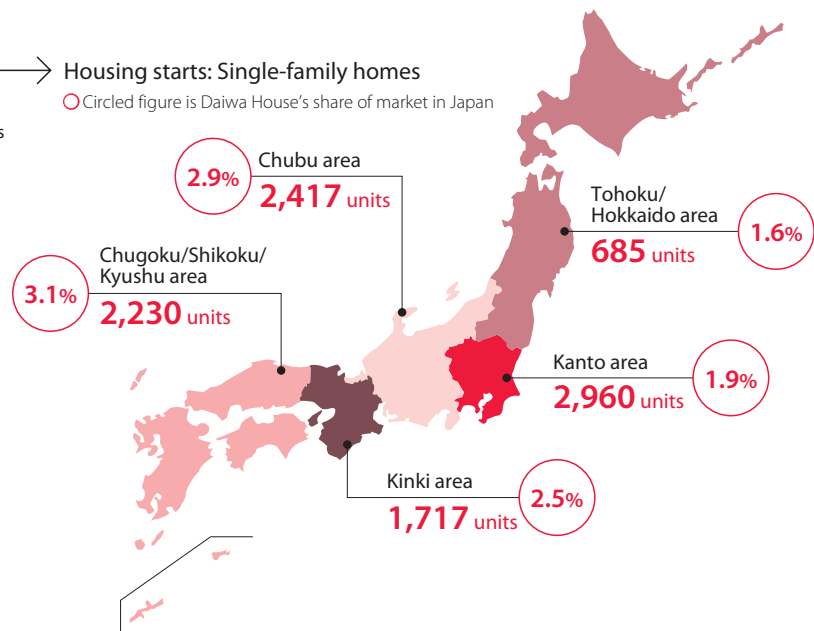 Housing starts: Single-family homes
Circled figure is Daiwa House's share of market in Japan
s
2.9%
Chubu area
2,417 units
Tohoku/
Hokkaido area
685 units
1.6%
Chugoku/Shikoku/
Kyushu area
2,230 units
3.1%
Kanto area
2,960 units
1.9%
Kinki area
1,717 units
2.5%